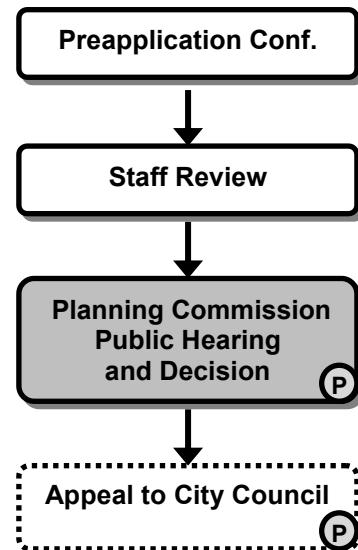 Preapplication Conf.
Staff Review
Planning Commission
Public Hearing
and Decision
P
Appeal to City Council
P